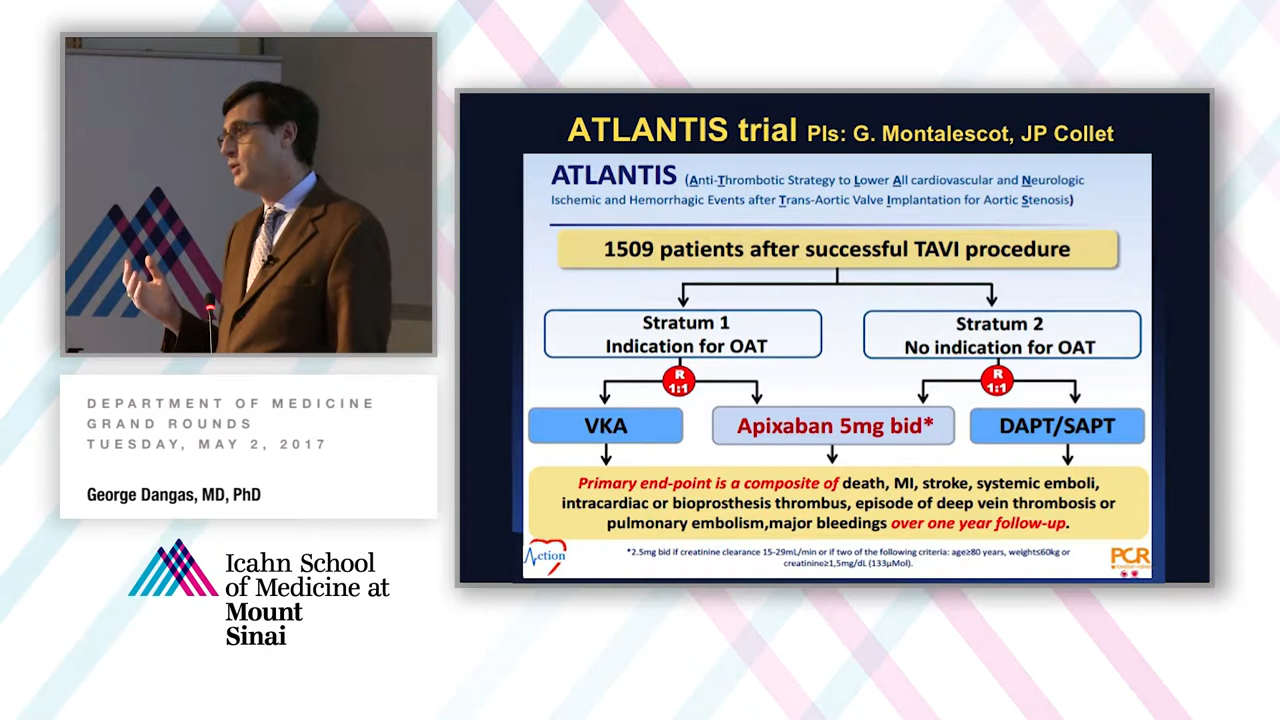 ATLANTIS trial PIs: G. Montalescot, JP Collet
ATLANTIS (Anti-Thrombotic Strategy to Lower All cardiovascular and Neurologic
Ischemic and Hemorrhagic Events after Trans-Aortic Valve Implantation for Aortic Stenosis)
1509 patients after successful TAVI procedure
Stratum 1
Indication for OAT
Stratum 2
No indication for OAT
R
1:1
R
1:1
VKA
Apixaban 5mg bid*
DAPT/SAPT
Primary end-point is a composite of death, MI, stroke, systemic emboli,
intracardiac or bioprosthesis thrombus, episode of deep vein thrombosis or
pulmonary embolism,major bleedings over one year follow-up.
*2.5mg bid if creatinine clearance 15-29mL/min or if two of the following criteria: age≥80 years, weight≤60kg or
creatinine≥1,5mg/dL (133µMol).
Action
PCR
DEPARTMENT OF MEDICINE
GRAND ROUNDS
TUESDAY, MAY 2, 2017
George Dangas, MD, PhD
Icahn School
of Medicine at
Mount
Sinai